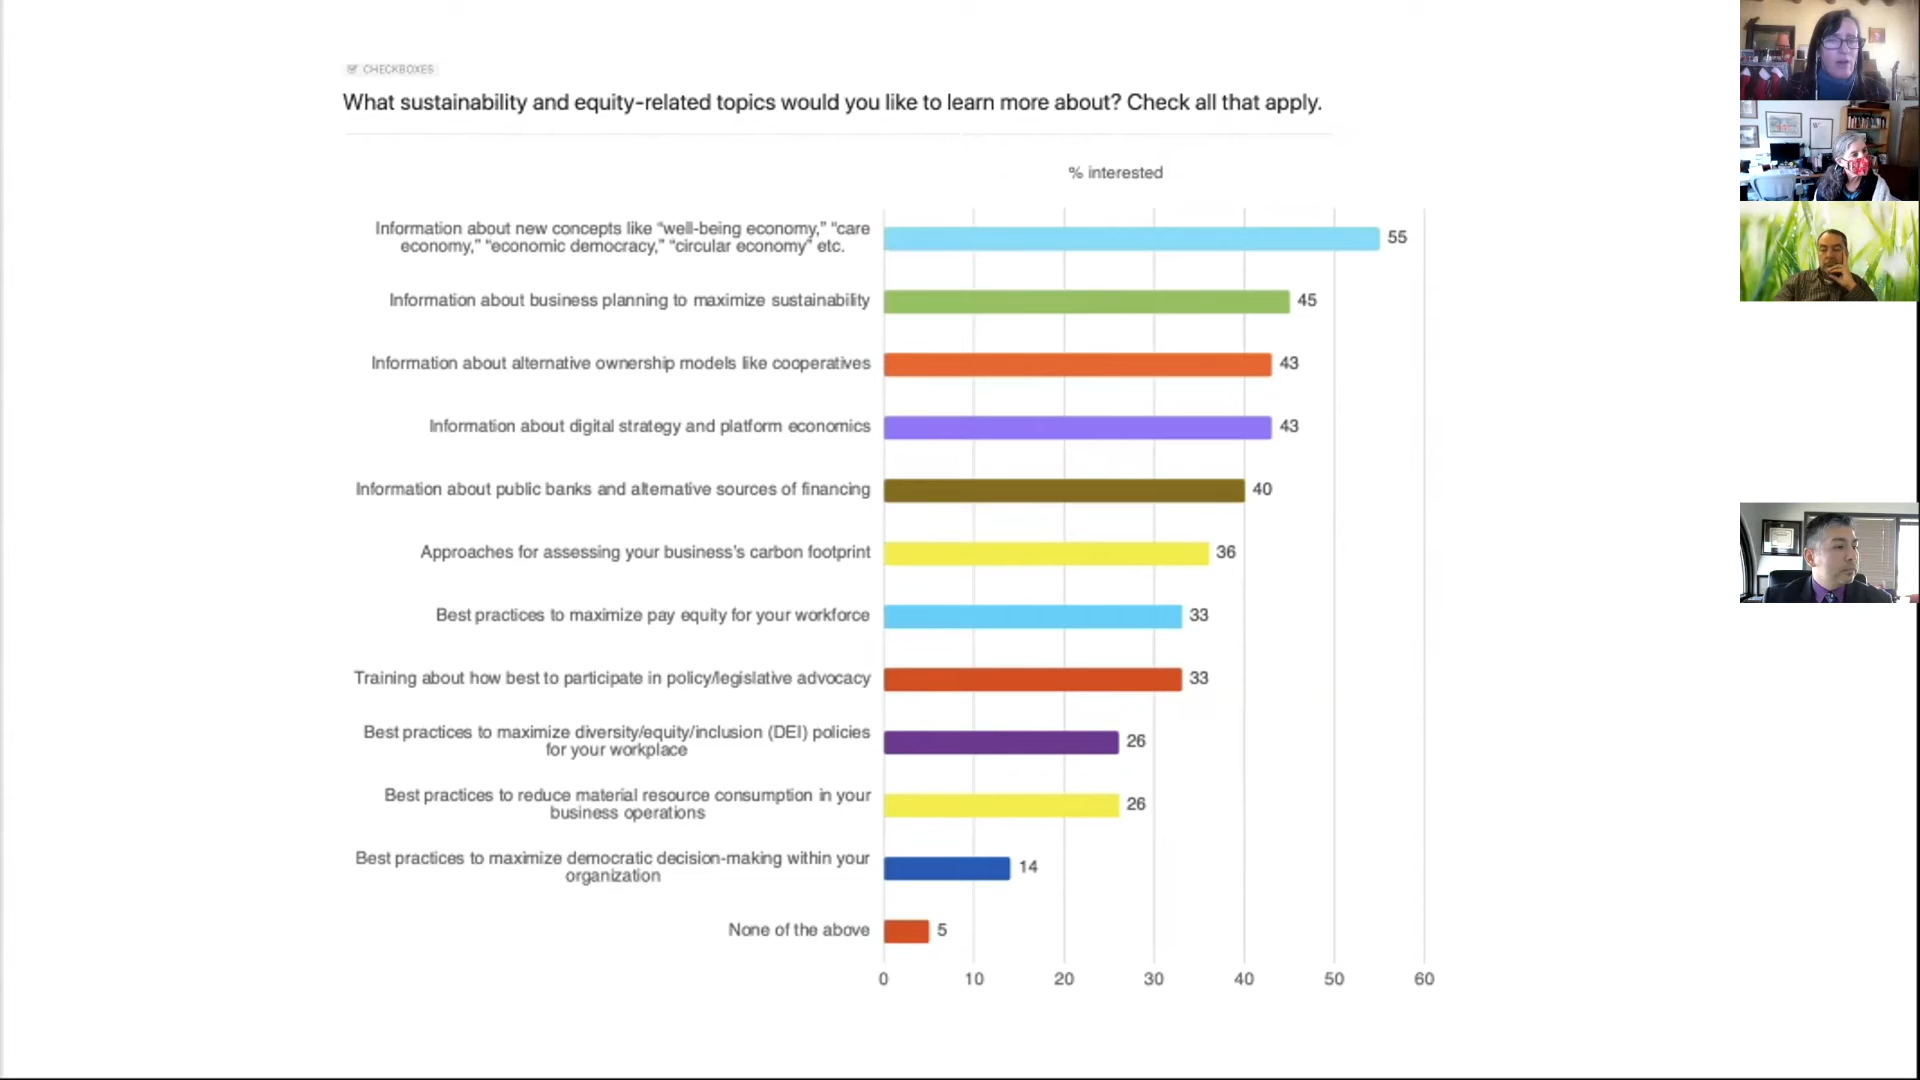 CHECKBOXES
What sustainability and equity-related topics would you like to learn more about? Check all that apply.
% interested
Information about new concepts like “well-being economy,” “care
economy,” “economic democracy,” “circular economy” etc.
55
Information about business planning to maximize sustainability
45
Information about alternative ownership models like cooperatives
43
Information about digital strategy and platform economics
43
Information about public banks and alternative sources of financing
40
Approaches for assessing your business’s carbon footprint
36
Best practices to maximize pay equity for your workforce
33
Training about how best to participate in policy/legislative advocacy
33
Best practices to maximize diversity/equity/inclusion (DEI) policies
for your workplace
26
Best practices to reduce material resource consumption in your
business operations
26
Best practices to maximize democratic decision-making within your
organization
14
None of the above
5
0 10 20 30 40 50 60